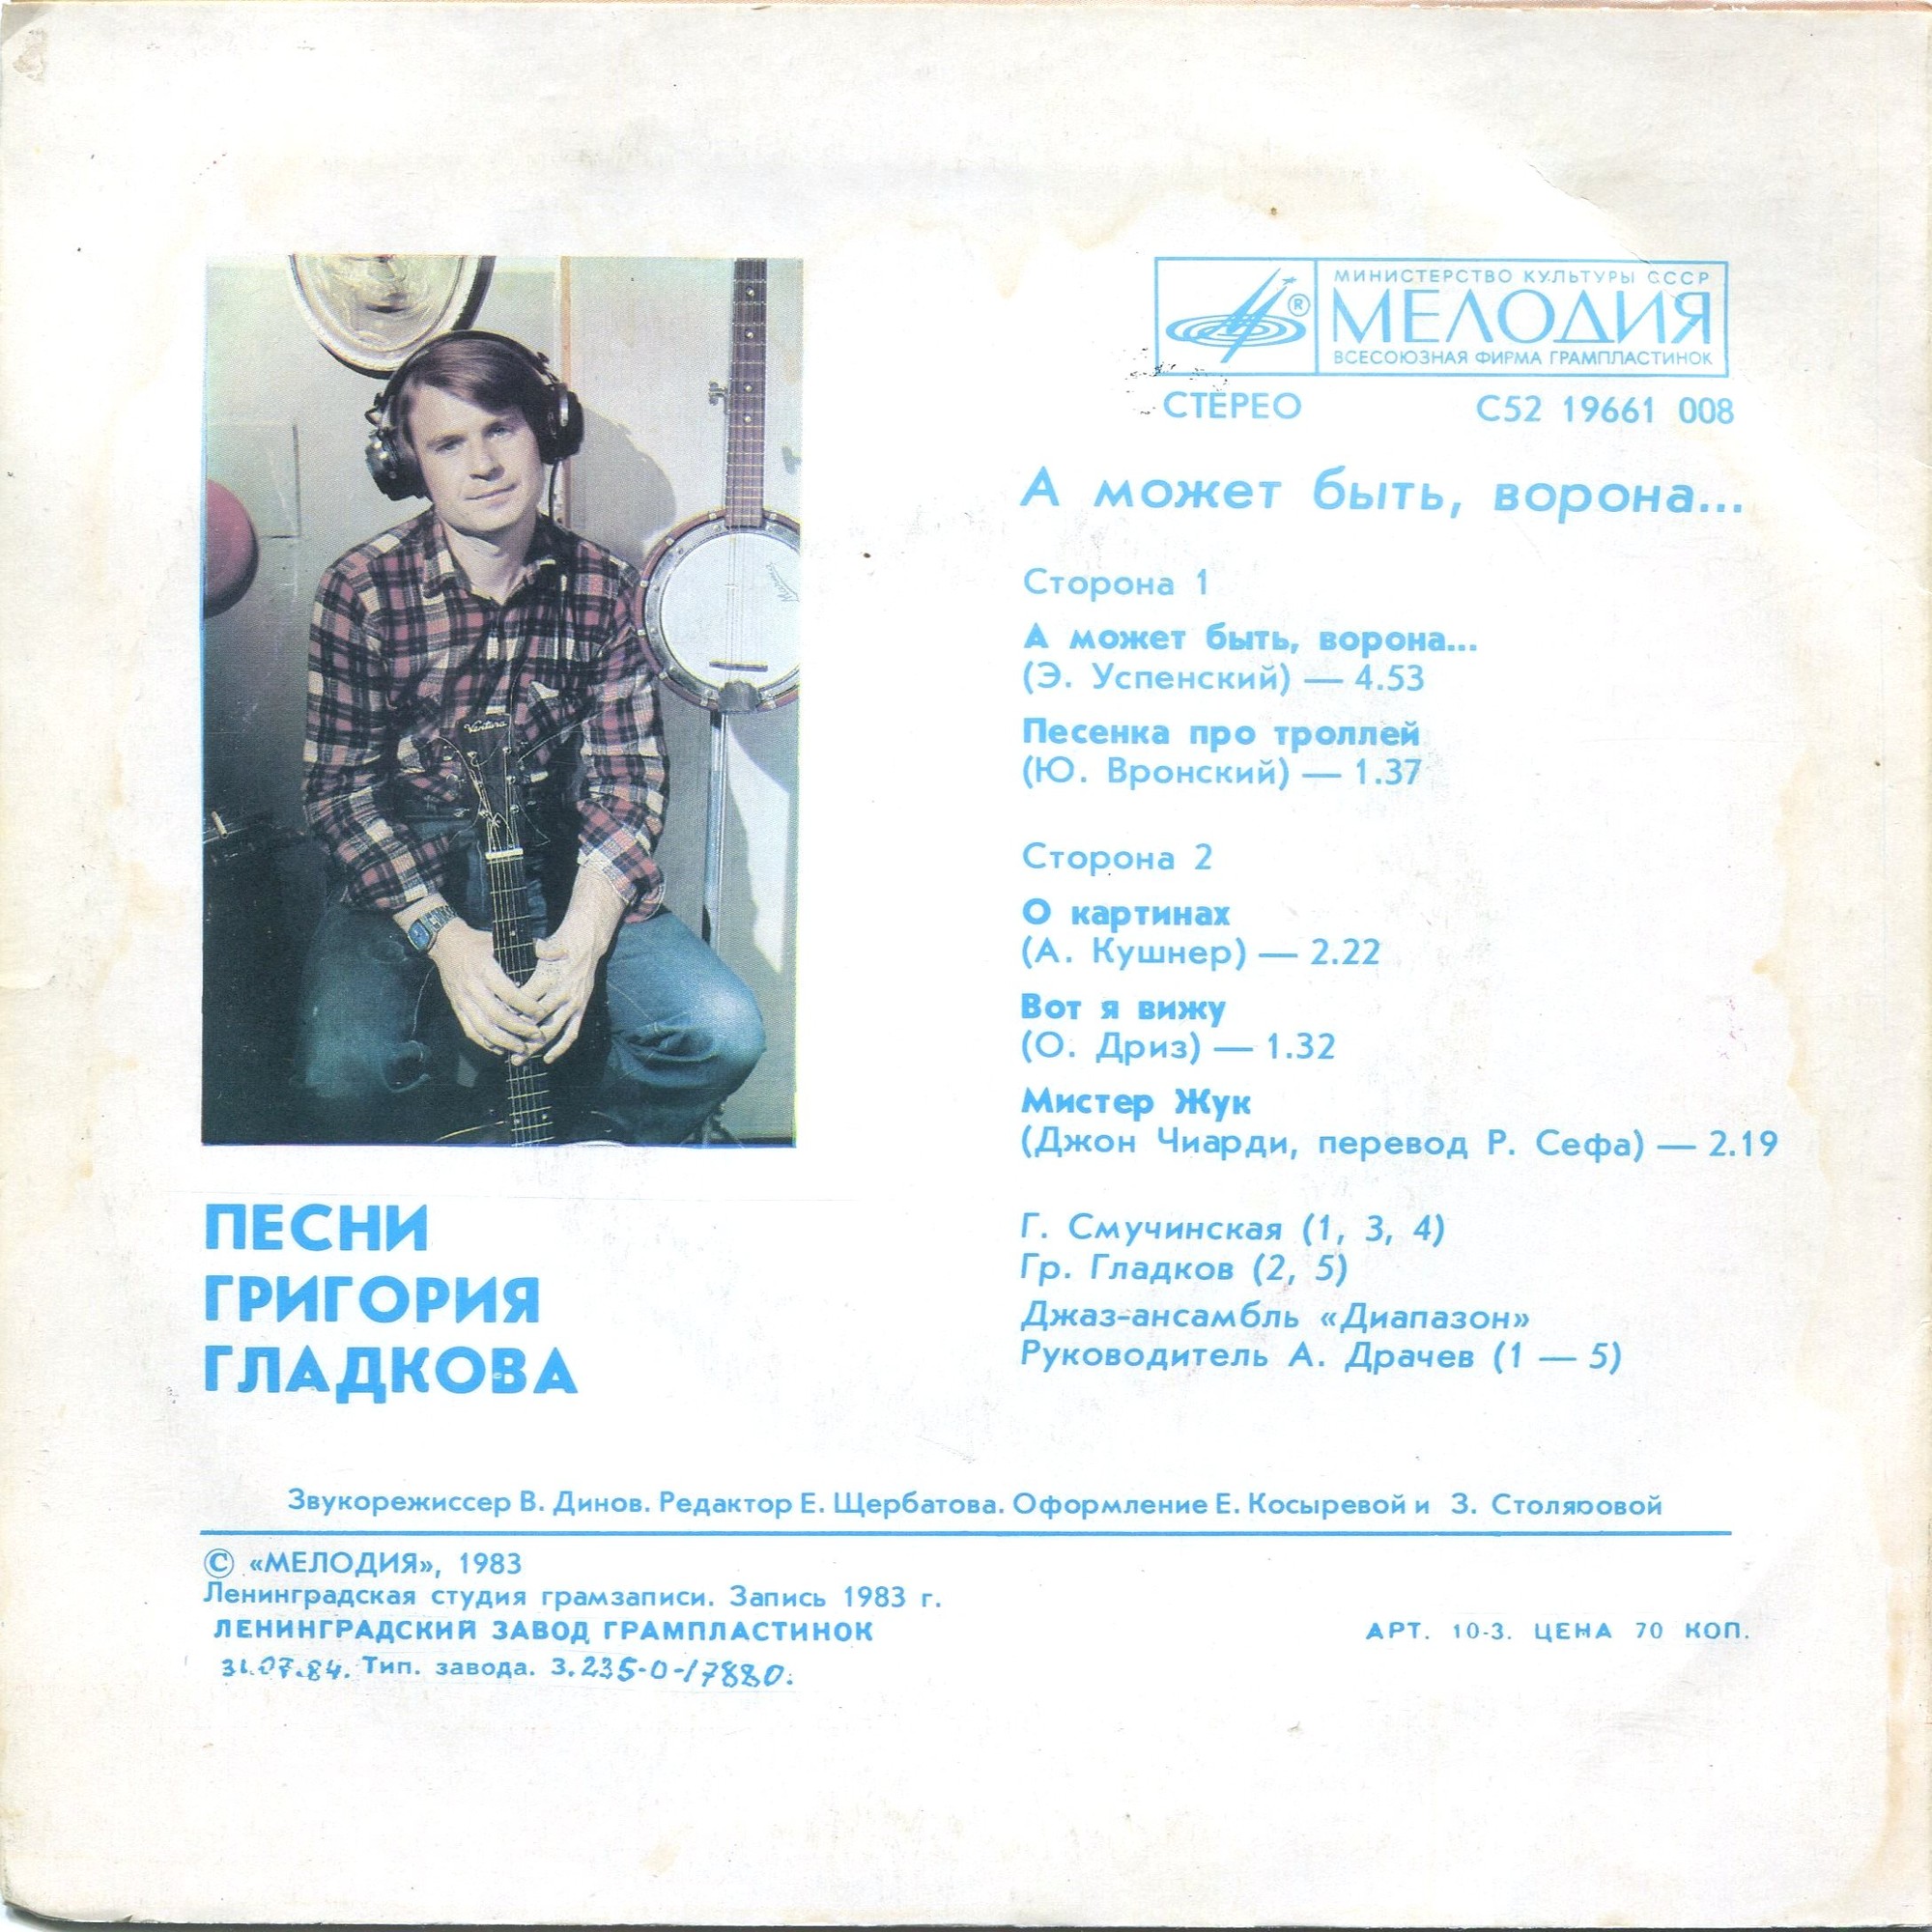 МИНИСТЕРСТВО КУЛЬТУРЫ СССР
МЕЛОДИЯ
ВСЕСОЮЗНАЯ ФИРМА ГРАМПЛАСТИНОК
®
СТЕРЕО С52 19661 008
А может быть, ворона...
Сторона 1
А может быть, ворона...
(Э. Успенский) — 4.53
Песенка про троллей
(Ю. Вронский) — 1.37
Сторона 2
О картинах
(А. Кушнер) — 2.22
Вот я вижу
(О. Дриз) — 1.32
Мистер Жук
(Джон Чиарди, перевод Р. Сефа) — 2.19
Г. Смучинская (1, 3, 4)
Гр. Гладков (2, 5)
Джаз-ансамбль «Диапазон»
Руководитель А. Драчев (1 — 5)
Ventura
ПЕСНИ
ГРИГОРИЯ
ГЛАДКОВА
Звукорежиссер В. Динов. Редактор Е. Щербатова. Оформление Е. Косыревой и З. Столяровой
© «МЕЛОДИЯ», 1983
Ленинградская студия грамзаписи. Запись 1983 г.
ЛЕНИНГРАДСКИЙ ЗАВОД ГРАМПЛАСТИНОК
АРТ. 10-3. ЦЕНА 70 КОП.
31.07.84. Тип. завода. З. 235-0-17880.